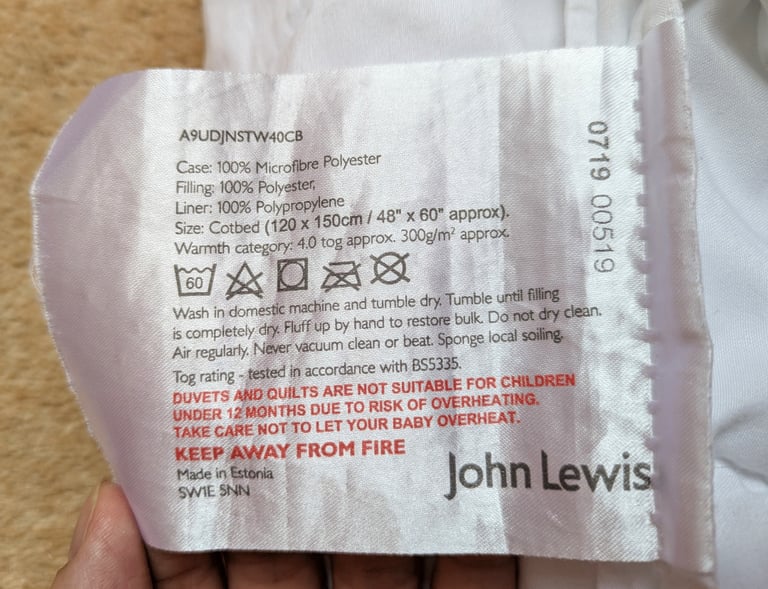 A9UDJNSTW40CB
Case: 100% Microfibre Polyester
Filling: 100% Polyester,
Liner: 100% Polypropylene
Size: Cotbed (120 x 150cm / 48" x 60" approx).
Warmth category: 4.0 tog approx. 300g/m² approx.
60
Wash in domestic machine and tumble dry. Tumble until filling
is completely dry. Fluff up by hand to restore bulk. Do not dry clean.
Air regularly. Never vacuum clean or beat. Sponge local soiling.
Tog rating - tested in accordance with BS5335.
DUVETS AND QUILTS ARE NOT SUITABLE FOR CHILDREN
UNDER 12 MONTHS DUE TO RISK OF OVERHEATING.
TAKE CARE NOT TO LET YOUR BABY OVERHEAT.
KEEP AWAY FROM FIRE
Made in Estonia
SW1E 5NN
John Lewis
0719 00519